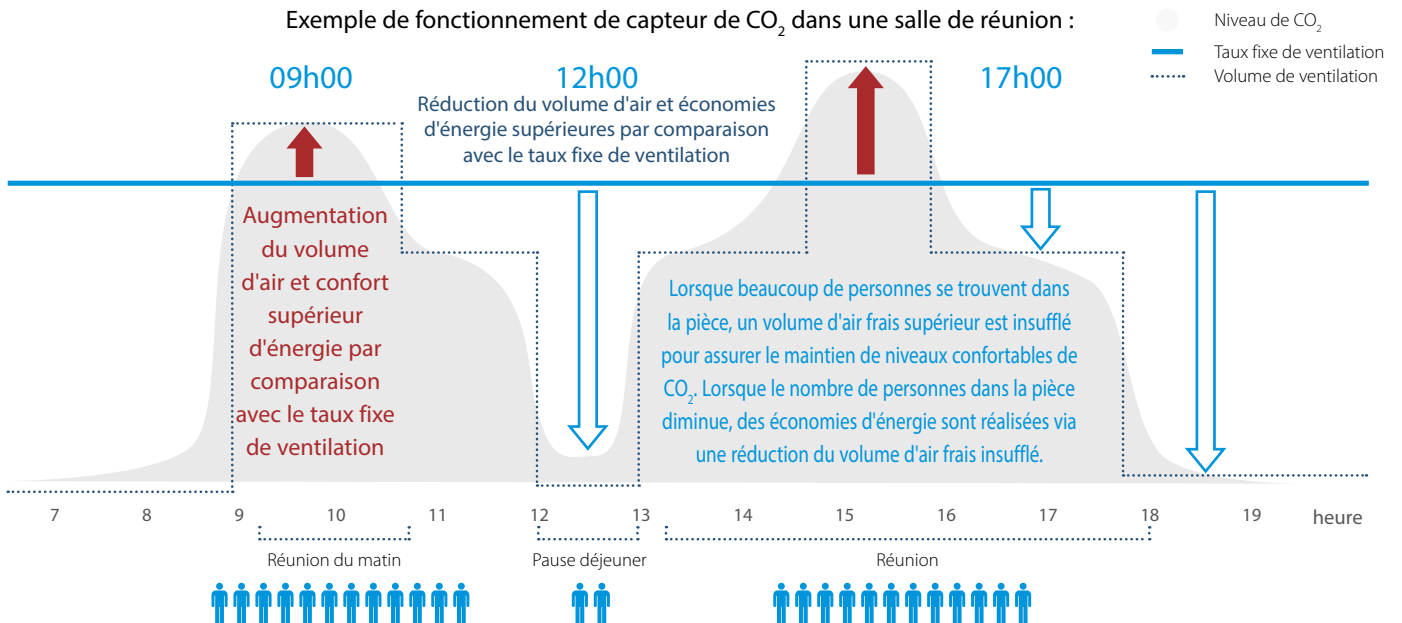 Exemple de fonctionnement de capteur de CO₂ dans une salle de réunion :
Niveau de CO₂
Taux fixe de ventilation
Volume de ventilation
09h00
12h00
17h00
Réduction du volume d'air et économies
d'énergie supérieures par comparaison
avec le taux fixe de ventilation
Augmentation
du volume
d'air et confort
supérieur
d'énergie par
comparaison
avec le taux fixe
de ventilation
Lorsque beaucoup de personnes se trouvent dans
la pièce, un volume d'air frais supérieur est insufflé
pour assurer le maintien de niveaux confortables de
CO₂. Lorsque le nombre de personnes dans la pièce
diminue, des économies d'énergie sont réalisées via
une réduction du volume d'air frais insufflé.
7 8 9 10 11 12 13 14 15 16 17 18 19 heure
Réunion du matin
Pause déjeuner
Réunion